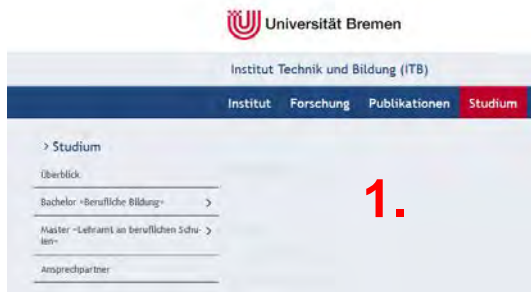 Universität Bremen
Institut Technik und Bildung (ITB)
Institut Forschung Publikationen Studium
> Studium
Überblick
Bachelor »Berufliche Bildung« >
Master »Lehramt an beruflichen Schu- >
len«
Ansprechpartner
1.